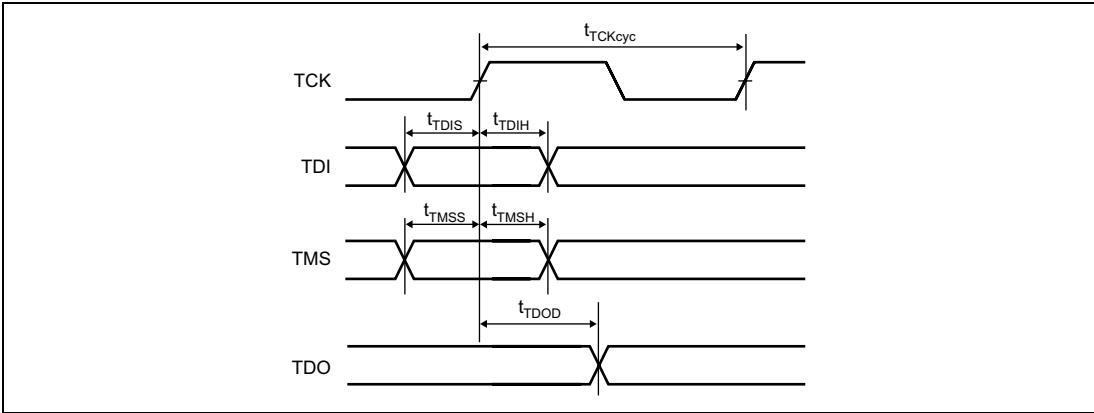 tTCKcyc
TCK
tTDIS tTDIH
TDI
tTMSS tTMSH
TMS
tTDOD
TDO